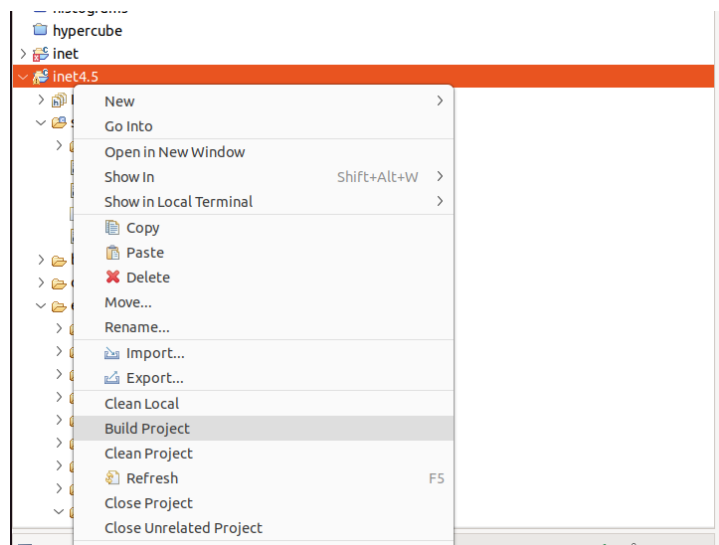 hypercube
inet
inet4.5
New
Go Into
Open in New Window
Show In Shift+Alt+W
Show in Local Terminal
Copy
Paste
Delete
Move...
Rename...
Import...
Export...
Clean Local
Build Project
Clean Project
Refresh F5
Close Project
Close Unrelated Project